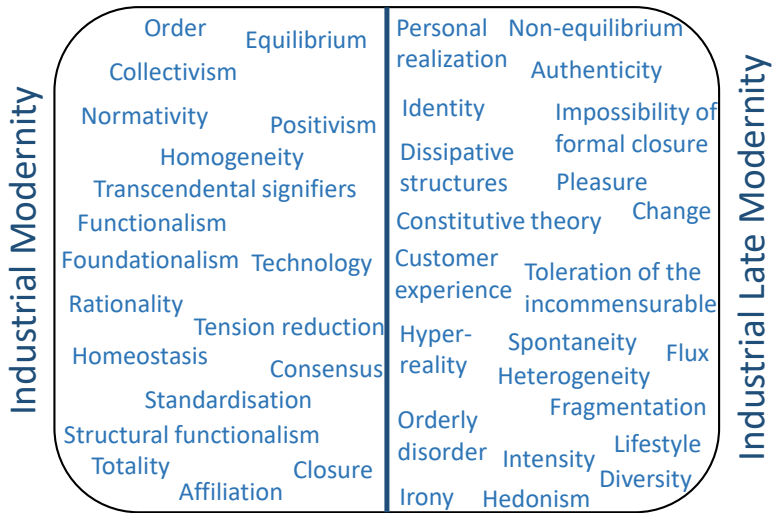 Industrial Modernity
Order
Equilibrium
Collectivism
Normativity
Positivism
Homogeneity
Transcendental signifiers
Functionalism
Foundationalism
Technology
Rationality
Tension reduction
Homeostasis
Consensus
Standardisation
Structural functionalism
Totality
Closure
Affiliation
Personal
realization
Non-equilibrium
Authenticity
Identity
Impossibility of
formal closure
Dissipative
structures
Pleasure
Change
Constitutive theory
Customer
experience
Toleration of the
incommensurable
Hyper-
reality
Spontaneity
Flux
Heterogeneity
Fragmentation
Orderly
disorder
Lifestyle
Intensity
Diversity
Irony
Hedonism
Industrial Late Modernity